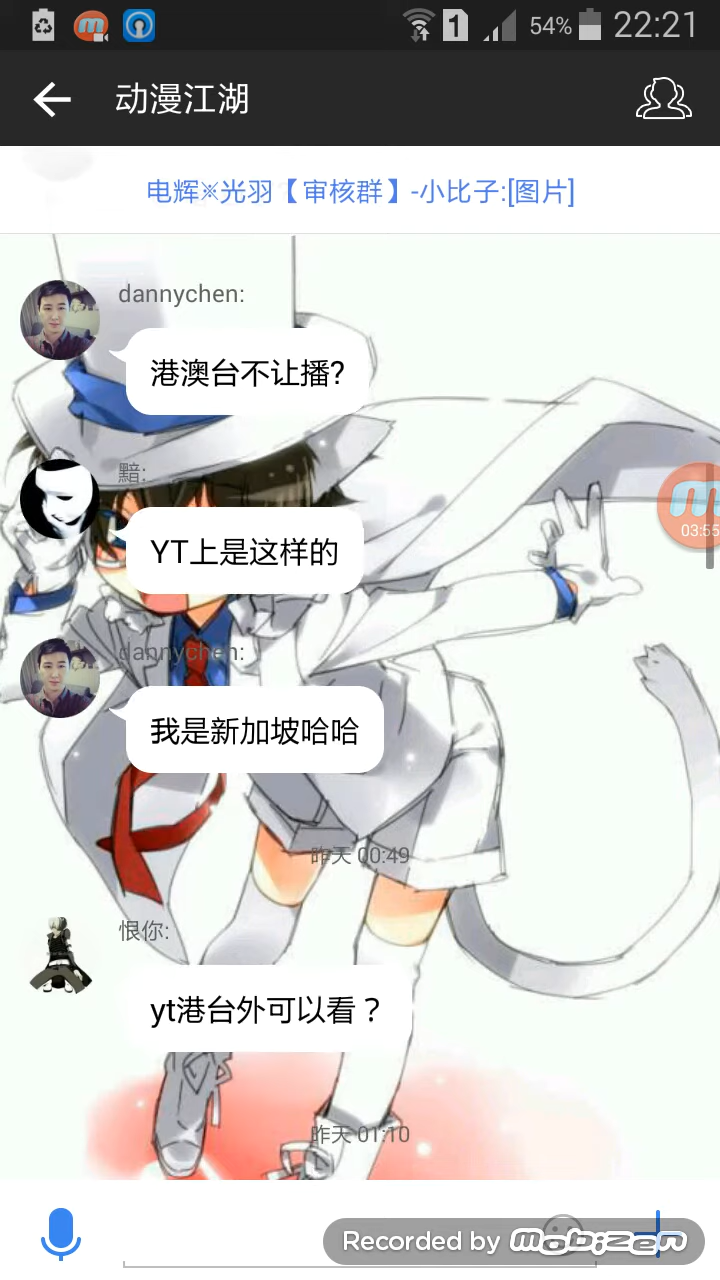 1
54%
22:21
动漫江湖
电辉※光羽【审核群】-小比子:[图片]
dannychen:
港澳台不让播?
黯:
YT上是这样的
03:55
dannychen:
我是新加坡哈哈
昨天 00:49
恨你:
yt港台外可以看？
昨天 01:10
Recorded by mobizen